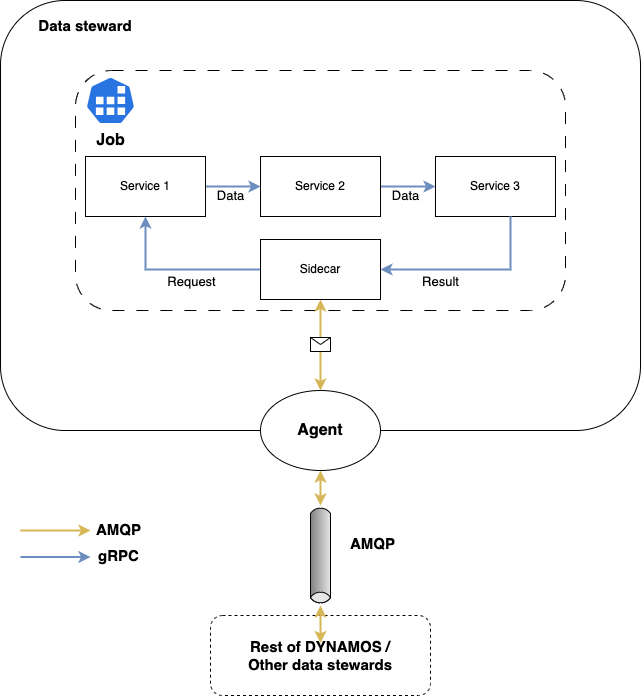 Data steward
Job
Service 1
Service 2
Service 3
Data
Data
Sidecar
Request
Result
Agent
AMQP
gRPC
AMQP
Rest of DYNAMOS /
Other data stewards